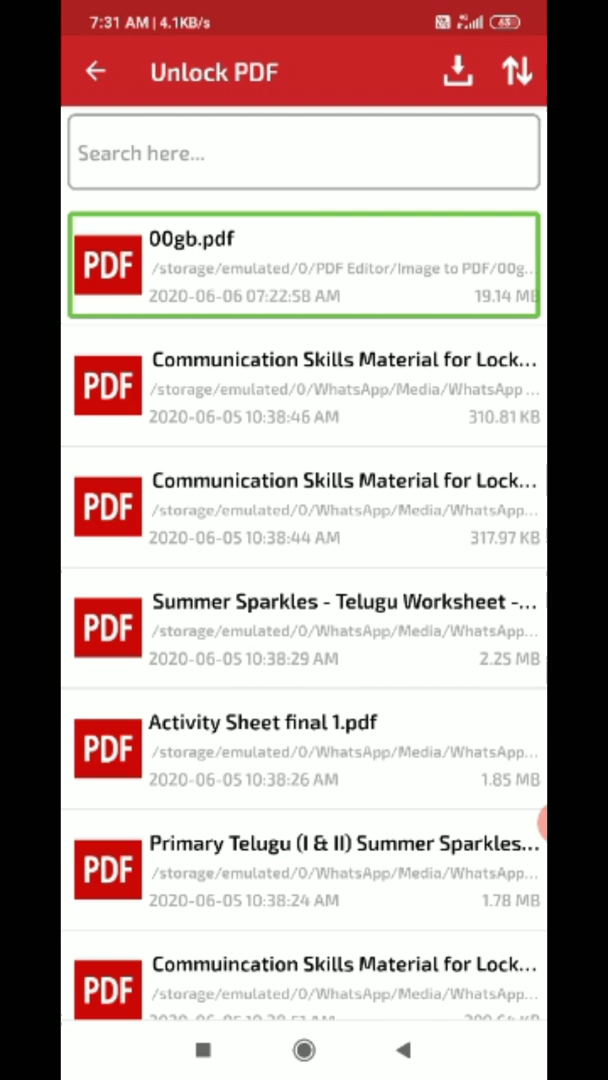 7:31 AM | 4.1KB/s
63
Unlock PDF
Search here...
PDF
00gb.pdf
/storage/emulated/0/PDF Editor/Image to PDF/00g...
2020-06-06 07:22:58 AM 19.14 MB
PDF
Communication Skills Material for Lock...
/storage/emulated/0/WhatsApp/Media/WhatsApp ...
2020-06-05 10:38:46 AM 310.81 KB
PDF
Communication Skills Material for Lock...
/storage/emulated/0/WhatsApp/Media/WhatsApp...
2020-06-05 10:38:44 AM 317.97 KB
PDF
Summer Sparkles - Telugu Worksheet -...
/storage/emulated/0/WhatsApp/Media/WhatsApp...
2020-06-05 10:38:29 AM 2.25 MB
PDF
Activity Sheet final 1.pdf
/storage/emulated/0/WhatsApp/Media/WhatsApp...
2020-06-05 10:38:26 AM 1.85 MB
PDF
Primary Telugu (I & II) Summer Sparkles...
/storage/emulated/0/WhatsApp/Media/WhatsApp...
2020-06-05 10:38:24 AM 1.78 MB
PDF
Commuincation Skills Material for Lock...
/storage/emulated/0/WhatsApp/Media/WhatsApp...